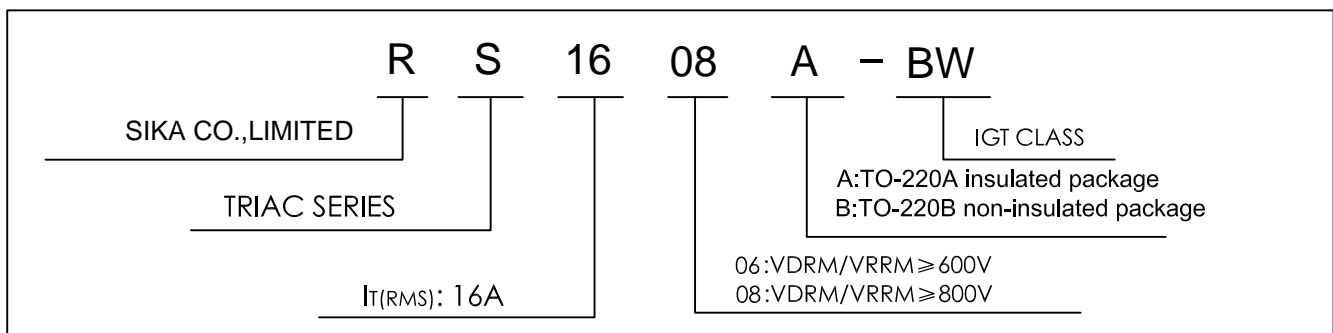 R S 16 08 A - BW
SIKA CO.,LIMITED
IGT CLASS
A:TO-220A insulated package
B:TO-220B non-insulated package
TRIAC SERIES
06:VDRM/VRRM≥600V
08:VDRM/VRRM≥800V
IT(RMS): 16A